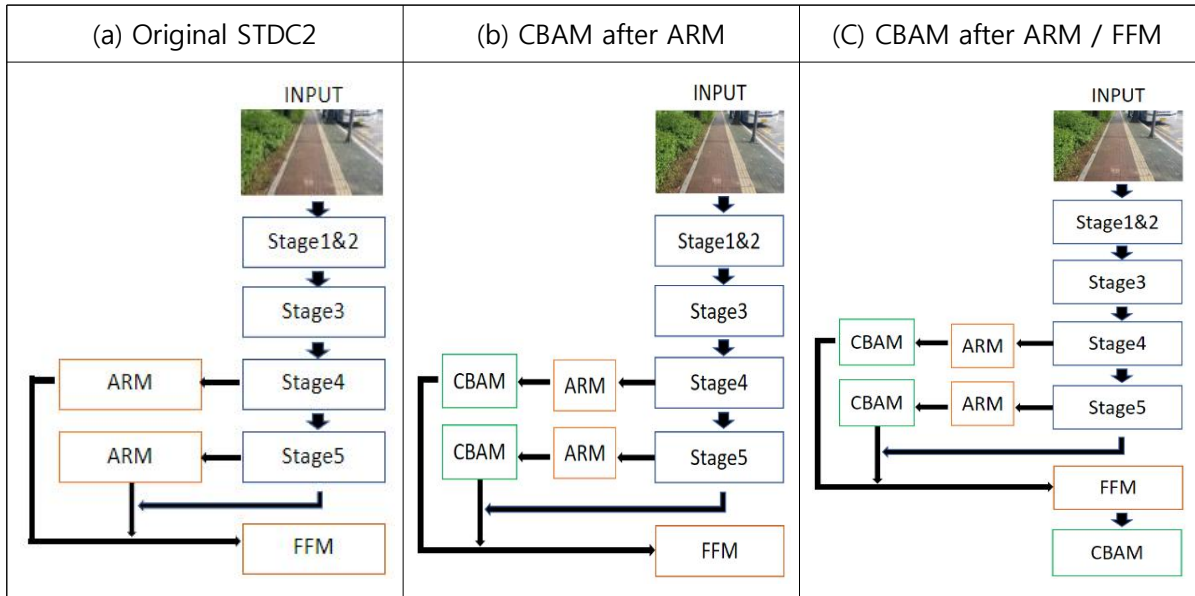 (a) Original STDC2
INPUT
Stage1&2
Stage3
ARM
Stage4
ARM
Stage5
FFM
(b) CBAM after ARM
INPUT
Stage1&2
Stage3
CBAM
ARM
Stage4
CBAM
ARM
Stage5
FFM
(C) CBAM after ARM / FFM
INPUT
Stage1&2
Stage3
CBAM
ARM
Stage4
CBAM
ARM
Stage5
FFM
CBAM